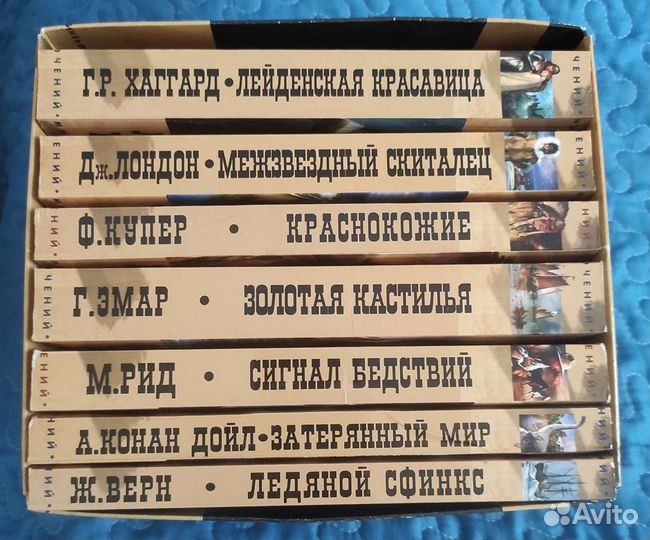 Г.Р. ХАГГАРД • ЛЕЙДЕНСКАЯ КРАСАВИЦА
ЧЕНИЙ •
Дж. ЛОНДОН • МЕЖЗВЕЗДНЫЙ СКИТАЛЕЦ
Ф. КУПЕР • КРАСНОКОЖИЕ
Г. ЭМАР • ЗОЛОТАЯ КАСТИЛЬЯ
М. РИД • СИГНАЛ БЕДСТВИЙ
А. КОНАН ДОЙЛ • ЗАТЕРЯННЫЙ МИР
Ж. ВЕРН • ЛЕДЯНОЙ СФИНКС
Avito